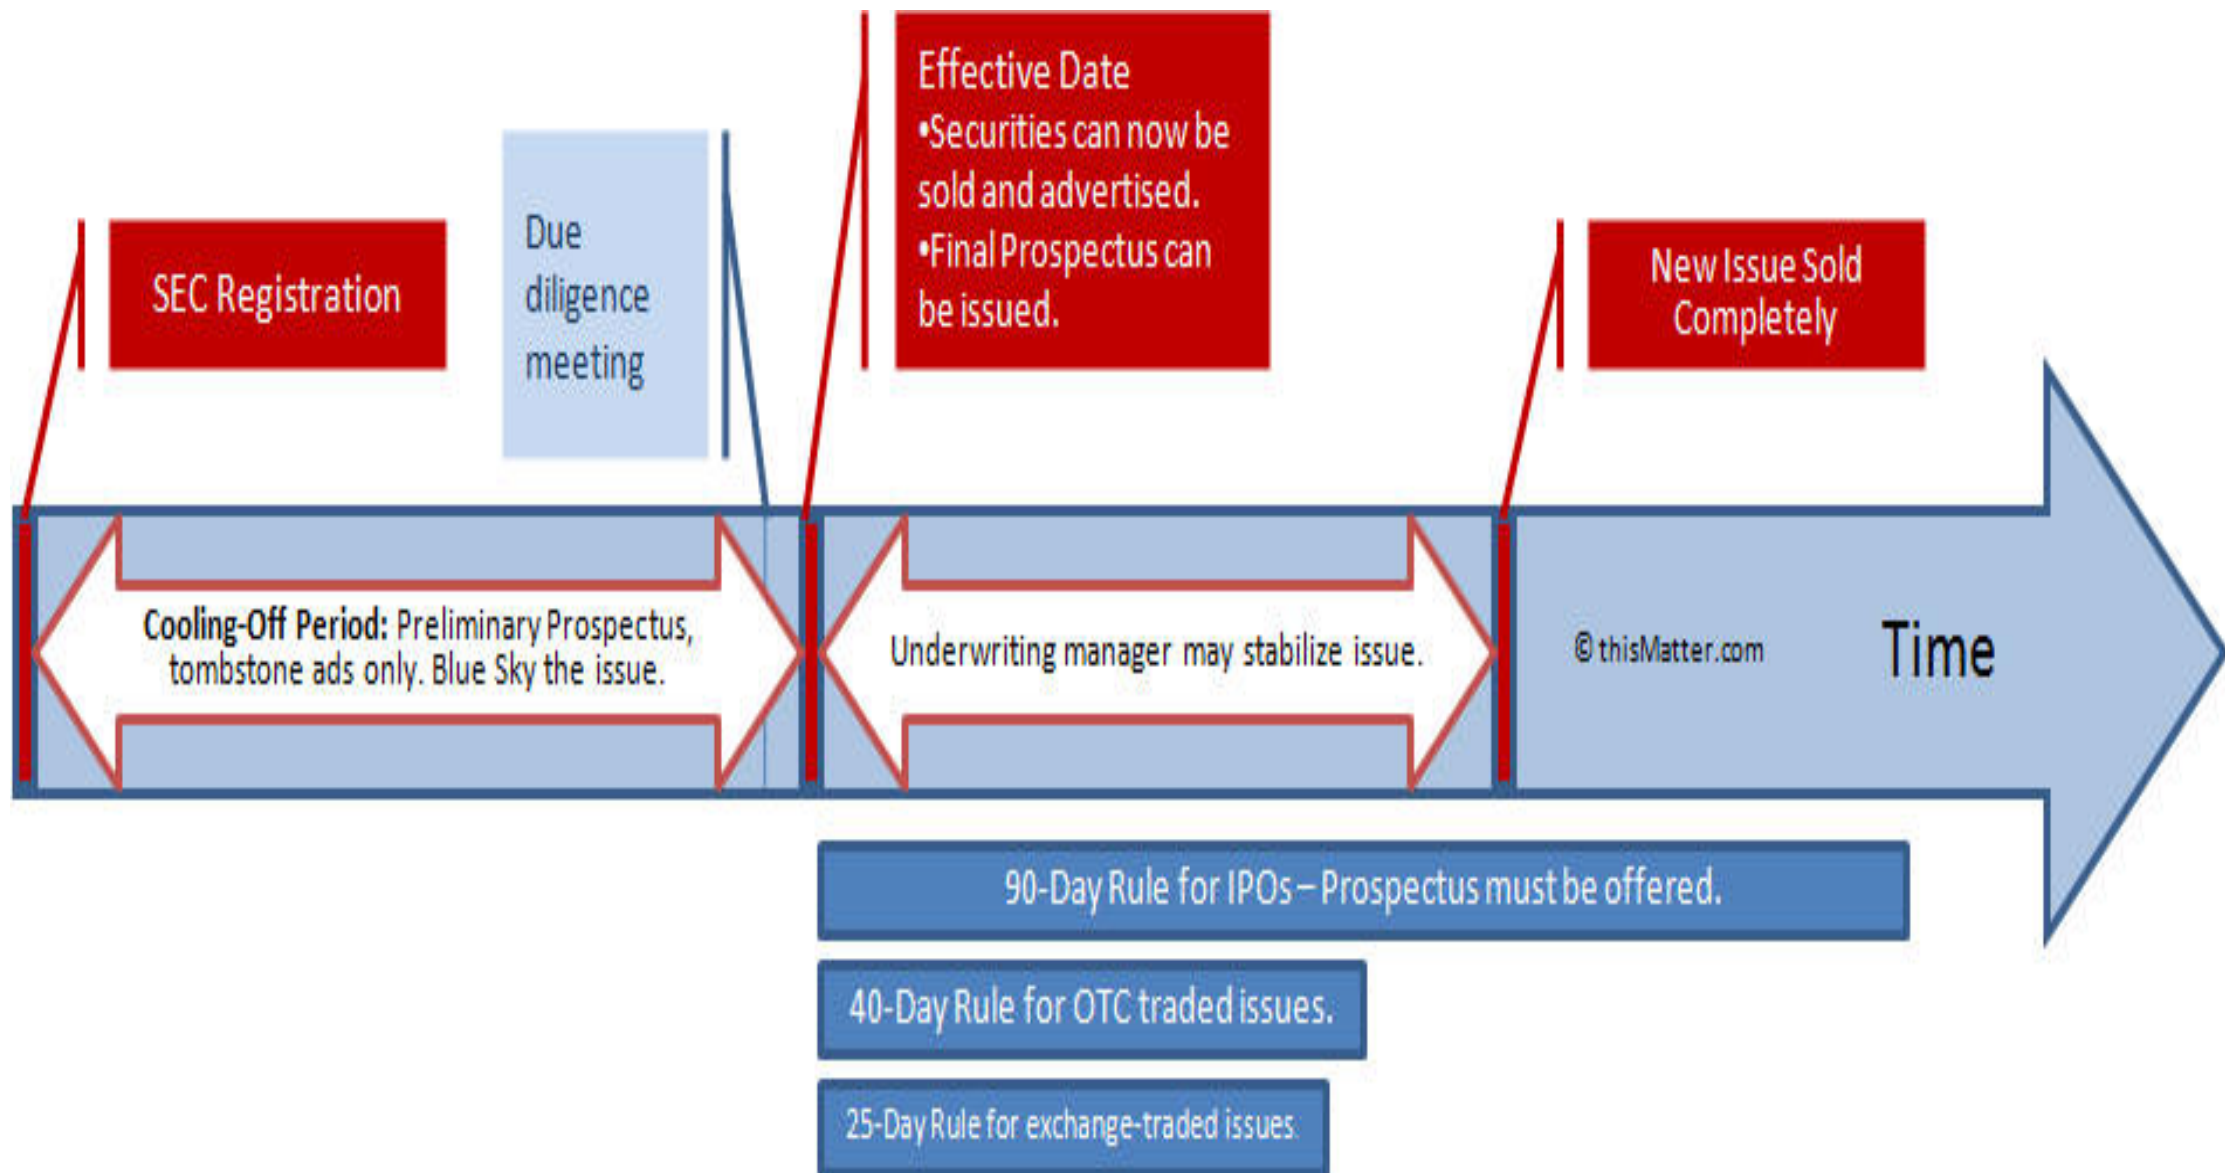 SEC Registration
Due
diligence
meeting
Effective Date
•Securities can now be
sold and advertised.
•Final Prospectus can
be issued.
New Issue Sold
Completely
Cooling-Off Period: Preliminary Prospectus,
tombstone ads only. Blue Sky the issue.
Underwriting manager may stabilize issue.
© thisMatter.com
Time
90-Day Rule for IPOs – Prospectus must be offered.
40-Day Rule for OTC traded issues.
25-Day Rule for exchange-traded issues.